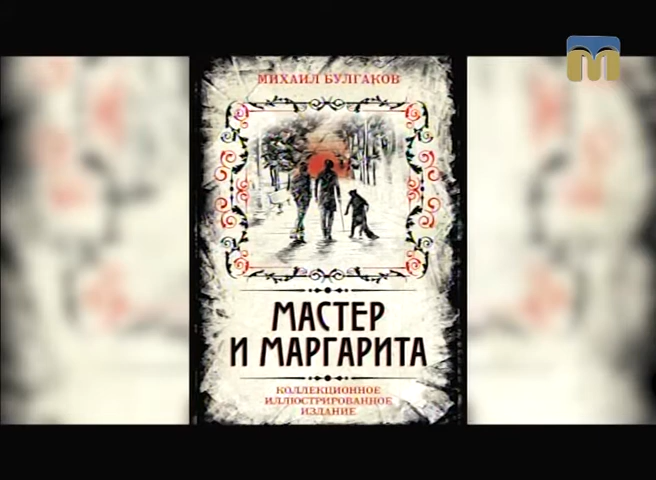 МИХАИЛ БУЛГАКОВ
МАСТЕР
И МАРГАРИТА
КОЛЛЕКЦИОННОЕ
ИЛЛЮСТРИРОВАННОЕ
ИЗДАНИЕ